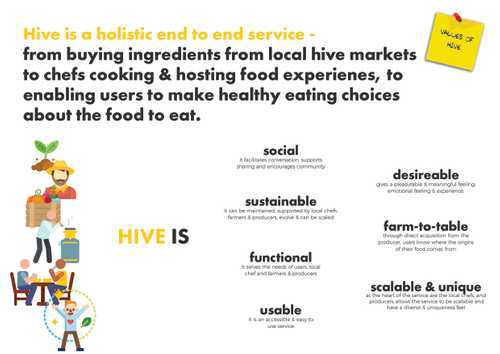 Hive is a holistic end to end service -
from buying ingredients from local hive markets
to chefs cooking & hosting food experienes, to
enabling users to make healthy eating choices
about the food to eat.
VALUES OF
HIVE
HIVE IS
social
it facilitates conversation, supports
sharing and encourages community
sustainable
it can be maintained, supported by local chefs,
farmers & producers, evolve & can be scaled
functional
it serves the needs of users, local
chef and farmers & producers
usable
it is an accessible & easy to
use service
desireable
gives a pleasurable & meaningful feeling,
emotional feeling & experience
farm-to-table
through direct acquisition from the
producer, users know where the origins
of their food comes from
scalable & unique
at the heart of the service are the local chefs, and
producers allows the service to be scalable and
have a diverse & uniqueness feel